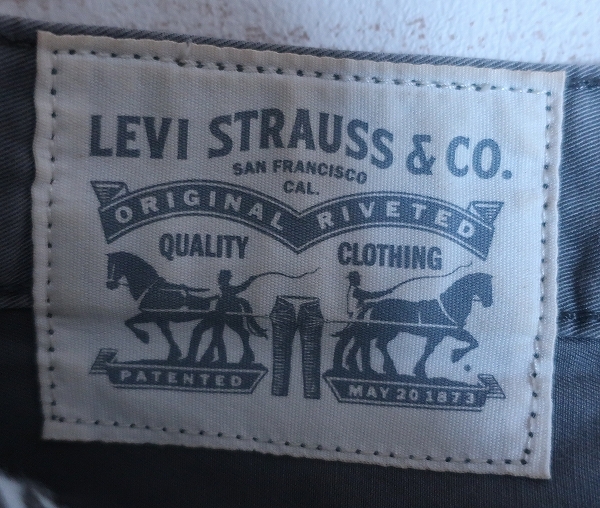 LEVI STRAUSS & CO.
SAN FRANCISCO
CAL.
ORIGINAL RIVETED
QUALITY CLOTHING
PATENTED MAY 20 1873